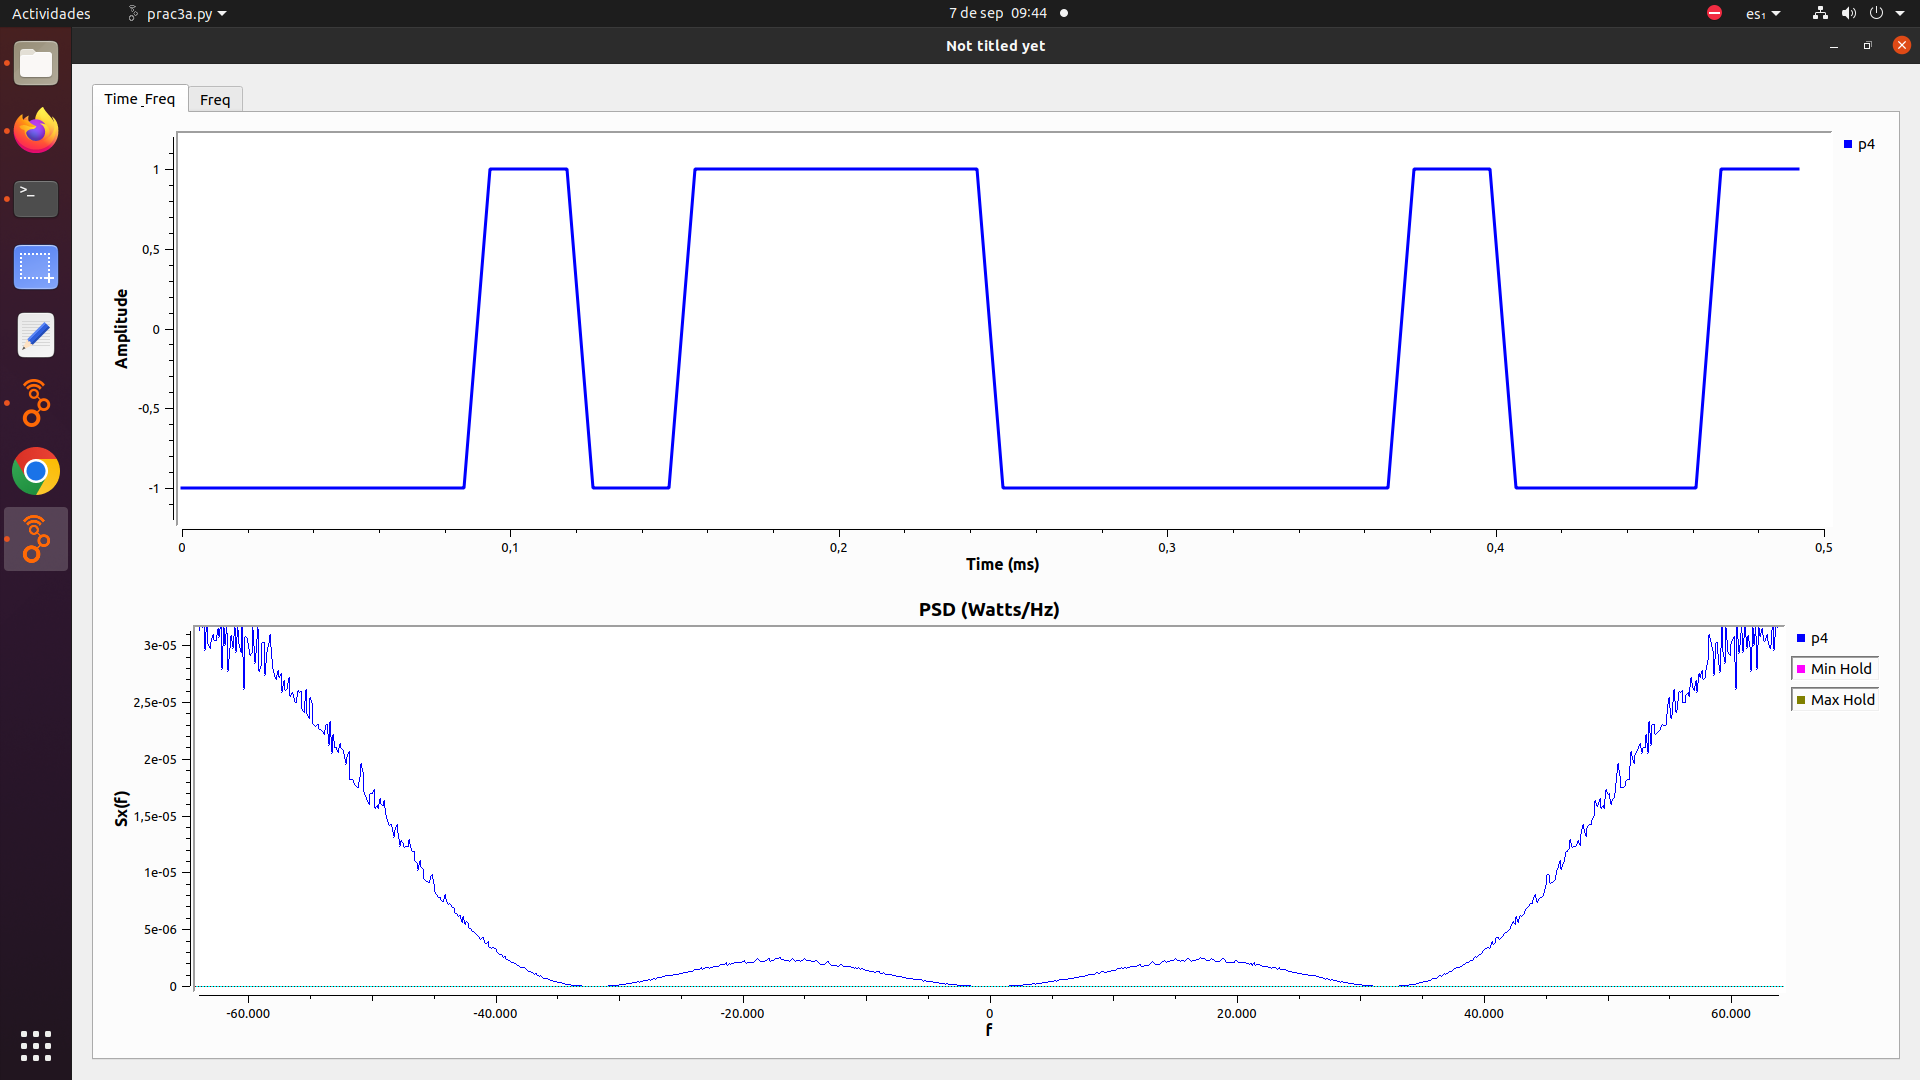 Actividades
prac3a.py
7 de sep 09:44
es₁
Not titled yet
Time_Freq
Freq
p4
1
0,5
0
-0,5
-1
Amplitude
0
0,1
0,2
0,3
0,4
0,5
Time (ms)
PSD (Watts/Hz)
p4
Min Hold
Max Hold
3e-05
2,5e-05
2e-05
1,5e-05
1e-05
5e-06
0
Sx(f)
-60.000
-40.000
-20.000
0
20.000
40.000
60.000
f